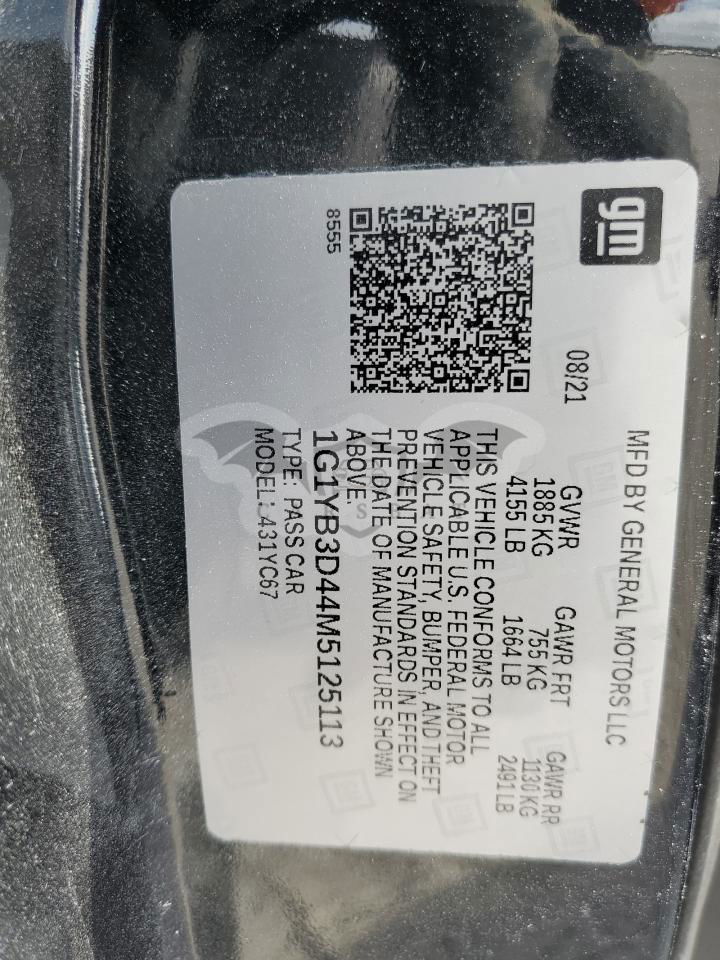 gm
MFD BY GENERAL MOTORS LLC
08/21
GVWR GAWR FRT GAWR RR
1885 KG 755 KG 1130 KG
4155 LB 1664 LB 2491 LB
THIS VEHICLE CONFORMS TO ALL
APPLICABLE U.S. FEDERAL MOTOR
VEHICLE SAFETY, BUMPER, AND THEFT
PREVENTION STANDARDS IN EFFECT ON
THE DATE OF MANUFACTURE SHOWN
ABOVE.
1G1YB3D44M5125113
TYPE: PASS CAR
MODEL: 431YC67
8555